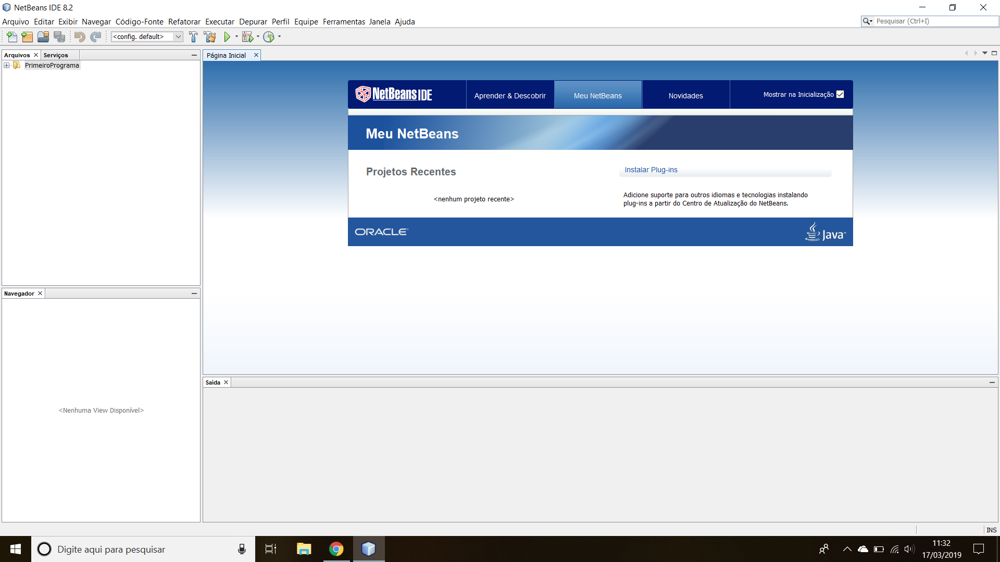 NetBeans IDE 8.2
Arquivo Editar Exibir Navegar Código-Fonte Refatorar Executar Depurar Perfil Equipe Ferramentas Janela Ajuda
Pesquisar (Ctrl+I)
<config. default>
Arquivos Serviços
PrimeiroPrograma
Página Inicial
NetBeans IDE
Aprender & Descobrir
Meu NetBeans
Novidades
Mostrar na Inicialização
Meu NetBeans
Projetos Recentes
<nenhum projeto recente>
Instalar Plug-ins
Adicione suporte para outros idiomas e tecnologias instalando
plug-ins a partir do Centro de Atualização do NetBeans.
ORACLE
Java
Navegador
<Nenhuma View Disponível>
Saída
INS
Digite aqui para pesquisar
11:32
17/03/2019